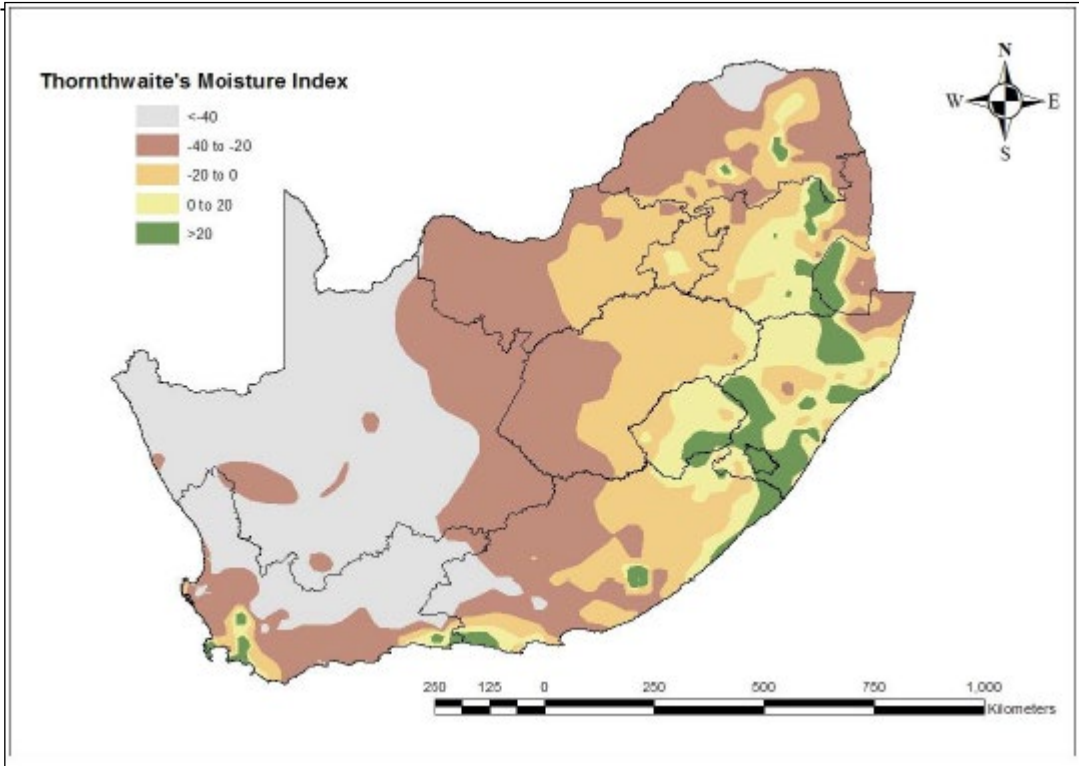 Thornthwaite's Moisture Index
<-40
-40 to -20
-20 to 0
0 to 20
>20
N
W E
S
250 125 0 250 500 750 1,000
Kilometers